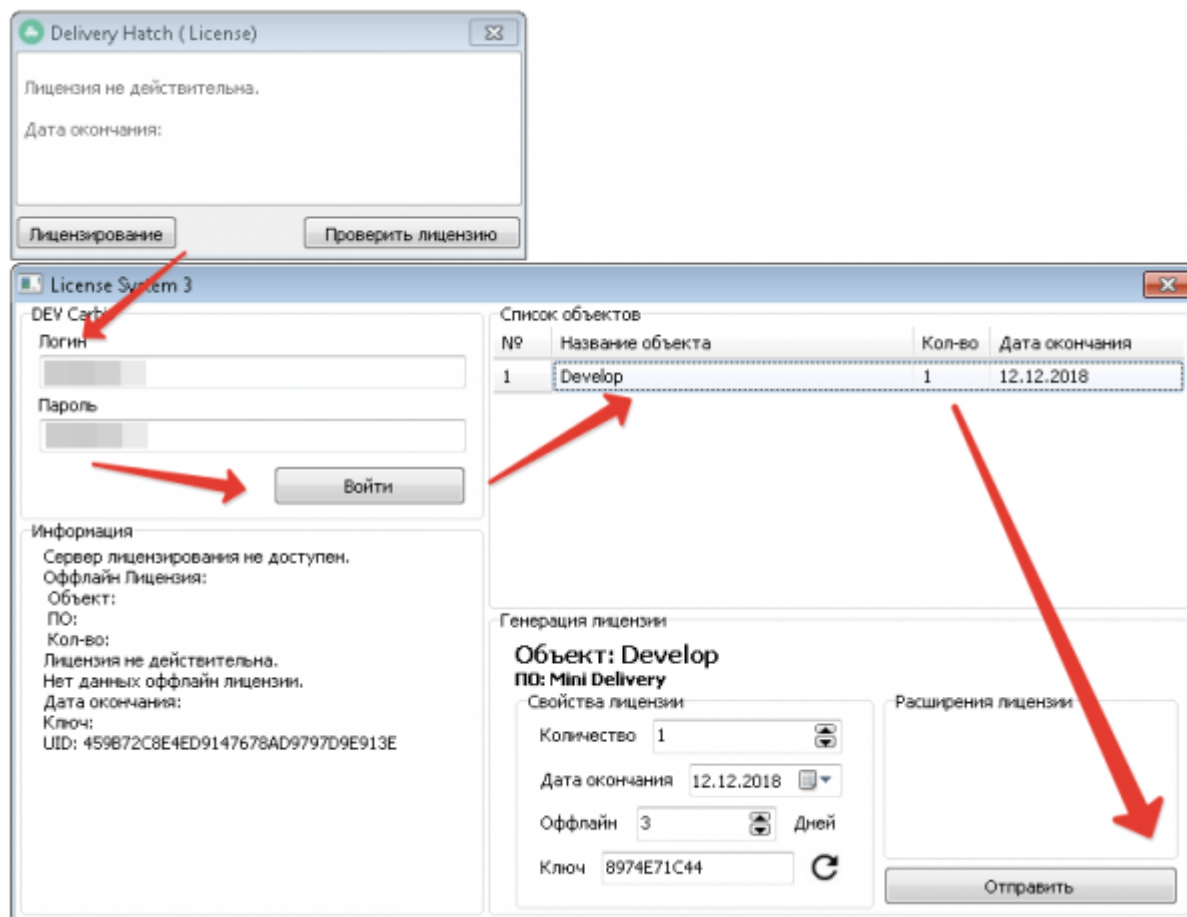 Delivery Hatch ( License)
Лицензия не действительна.
Дата окончания:
Лицензирование
Проверить лицензию
License System 3
DEV
Логин
Пароль
Войти
Информация
Сервер лицензирования не доступен.
Оффлайн Лицензия:
Объект:
ПО:
Кол-во:
Лицензия не действительна.
Нет данных оффлайн лицензии.
Дата окончания:
Ключ:
UID: 459B72C8E4ED9147678AD9797D9E913E
Список объектов
№ Название объекта Кол-во Дата окончания
1 Develop 1 12.12.2018
Генерация лицензии
Объект: Develop
ПО: Mini Delivery
Свойства лицензии
Количество 1
Дата окончания 12.12.2018
Оффлайн 3 Дней
Ключ 8974E71C44
Расширения лицензии
Отправить